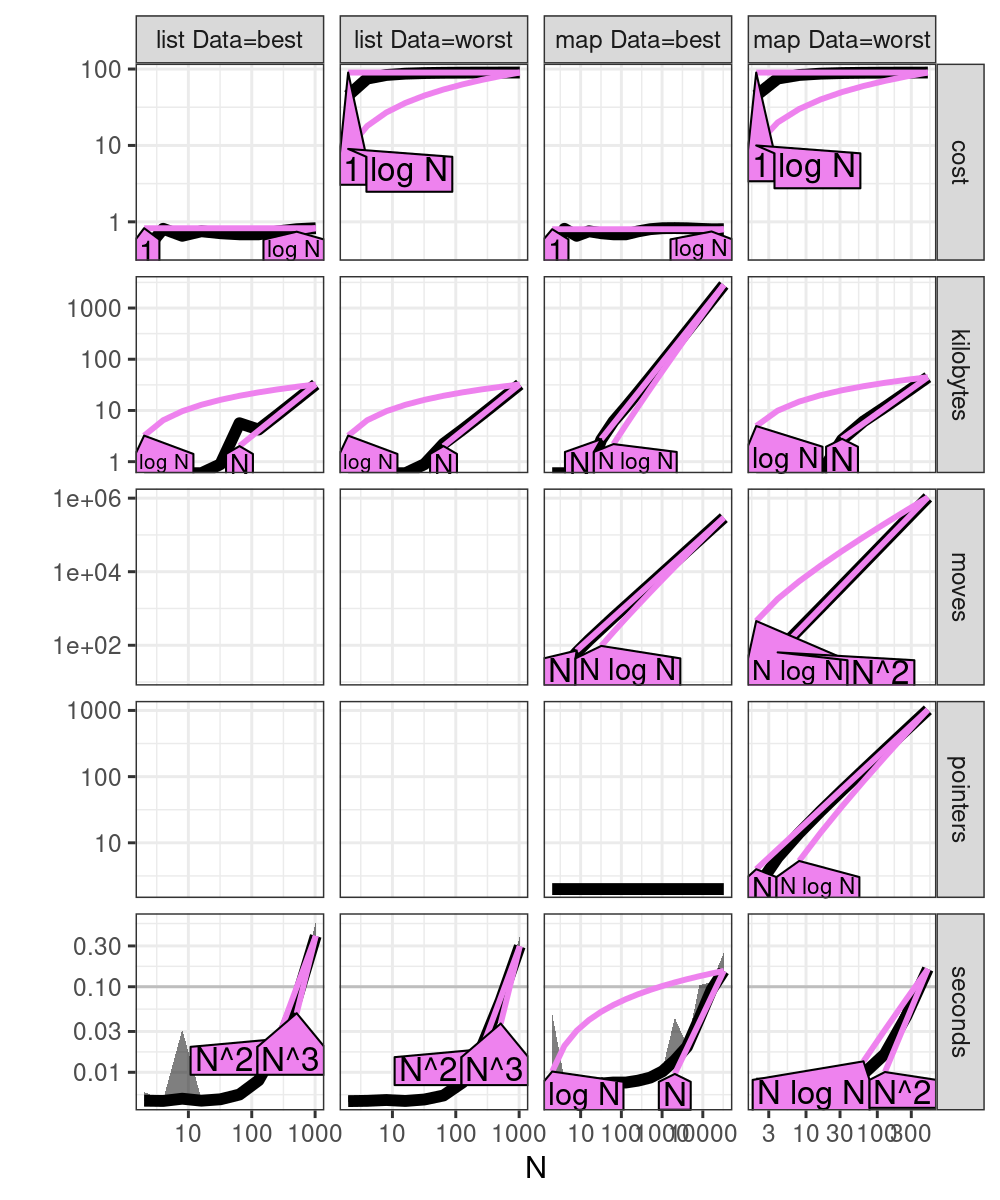 list Data=best list Data=worst map Data=best map Data=worst
100
10
1
1 log N
1 log N
1 log N
1 log N
cost
1000
100
10
1
log N N
log N N
N N log N
log N N
kilobytes
1e+06
1e+04
1e+02
N N log N
N log N N^2
moves
1000
100
10
N N log N
pointers
0.30
0.10
0.03
0.01
N^2 N^3
N^2 N^3
log N N
N log N N^2
seconds
10 100 1000
10 100 1000
10 100 1000 10000
3 10 30 100 300
N